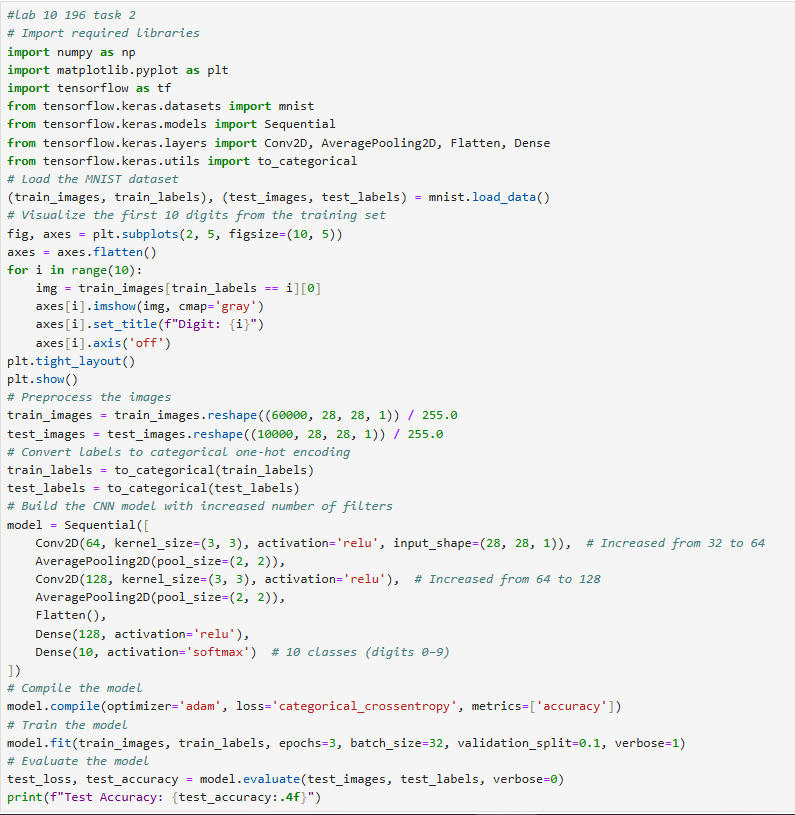 #lab 10 196 task 2
# Import required libraries
import numpy as np
import matplotlib.pyplot as plt
import tensorflow as tf
from tensorflow.keras.datasets import mnist
from tensorflow.keras.models import Sequential
from tensorflow.keras.layers import Conv2D, AveragePooling2D, Flatten, Dense
from tensorflow.keras.utils import to_categorical
# Load the MNIST dataset
(train_images, train_labels), (test_images, test_labels) = mnist.load_data()
# Visualize the first 10 digits from the training set
fig, axes = plt.subplots(2, 5, figsize=(10, 5))
axes = axes.flatten()
for i in range(10):
    img = train_images[train_labels == i][0]
    axes[i].imshow(img, cmap='gray')
    axes[i].set_title(f"Digit: {i}")
    axes[i].axis('off')
plt.tight_layout()
plt.show()
# Preprocess the images
train_images = train_images.reshape((60000, 28, 28, 1)) / 255.0
test_images = test_images.reshape((10000, 28, 28, 1)) / 255.0
# Convert labels to categorical one-hot encoding
train_labels = to_categorical(train_labels)
test_labels = to_categorical(test_labels)
# Build the CNN model with increased number of filters
model = Sequential([
    Conv2D(64, kernel_size=(3, 3), activation='relu', input_shape=(28, 28, 1)),  # Increased from 32 to 64
    AveragePooling2D(pool_size=(2, 2)),
    Conv2D(128, kernel_size=(3, 3), activation='relu'),  # Increased from 64 to 128
    AveragePooling2D(pool_size=(2, 2)),
    Flatten(),
    Dense(128, activation='relu'),
    Dense(10, activation='softmax')  # 10 classes (digits 0-9)
])
# Compile the model
model.compile(optimizer='adam', loss='categorical_crossentropy', metrics=['accuracy'])
# Train the model
model.fit(train_images, train_labels, epochs=3, batch_size=32, validation_split=0.1, verbose=1)
# Evaluate the model
test_loss, test_accuracy = model.evaluate(test_images, test_labels, verbose=0)
print(f"Test Accuracy: {test_accuracy:.4f}")